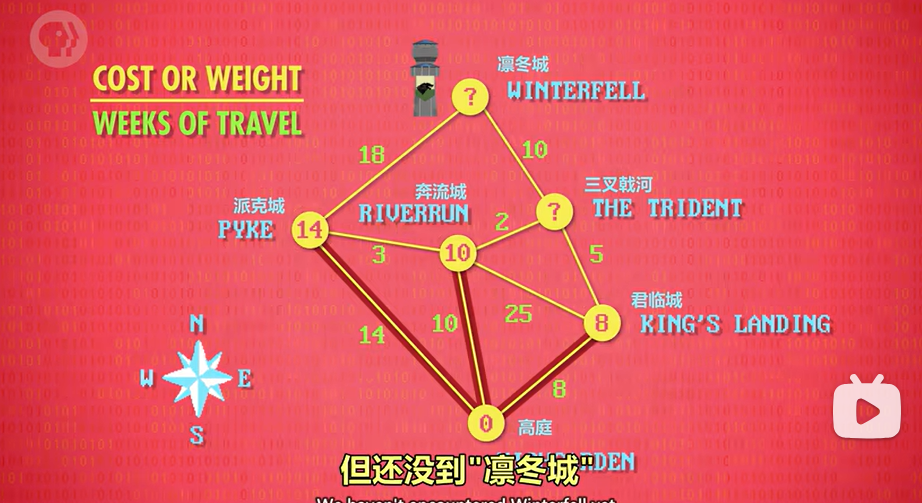 PBS
COST OR WEIGHT
WEEKS OF TRAVEL
凛冬城
?
WINTERFELL
18
10
派克城
PYKE
14
奔流城
RIVERRUN
三叉戟河
?
THE TRIDENT
2
3
10
5
25
君临城
8
KING'S LANDING
14
10
8
N
W
E
S
0
高庭
RDEN
但还没到"凛冬城"
We haven't encountered Winterfell yet